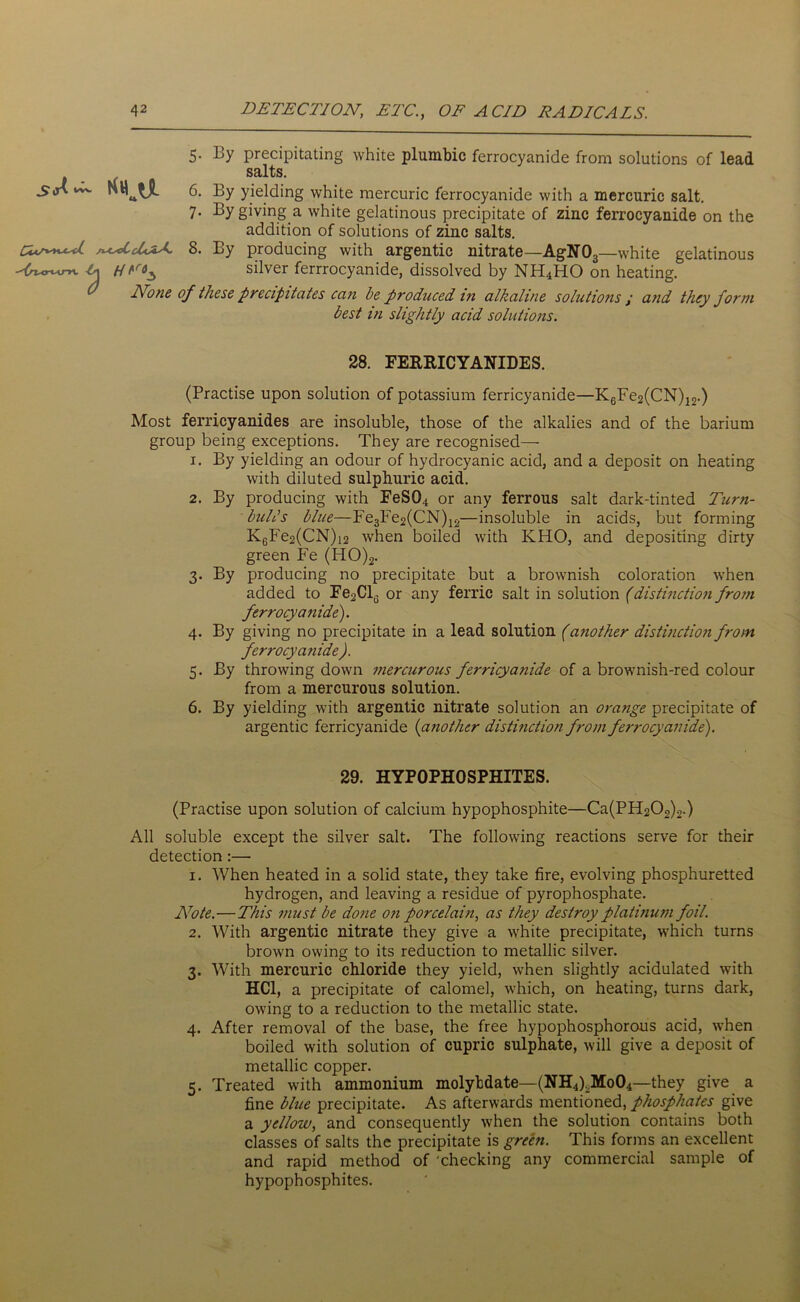 42 DETECTION, ETC., OF ACID RADICALS.
5. By precipitating white plumbic ferrocyanide from solutions of lead
salts.
sol in NH₄Cl
6. By yielding white mercuric ferrocyanide with a mercuric salt.
7. By giving a white gelatinous precipitate of zinc ferrocyanide on the
addition of solutions of zinc salts.
8. By producing with argentic nitrate—AgNO₃—white gelatinous
silver ferrrocyanide, dissolved by NH₄HO on heating.
None of these precipitates can be produced in alkaline solutions; and they form
best in slightly acid solutions.
28. FERRICYANIDES.
(Practise upon solution of potassium ferricyanide—K₆Fe₂(CN)₁₂.)
Most ferricyanides are insoluble, those of the alkalies and of the barium
group being exceptions. They are recognised—
1. By yielding an odour of hydrocyanic acid, and a deposit on heating
with diluted sulphuric acid.
2. By producing with FeSO₄ or any ferrous salt dark-tinted Turn-
bull's blue—Fe₃Fe₂(CN)₁₂—insoluble in acids, but forming
K₆Fe₂(CN)₁₂ when boiled with KHO, and depositing dirty
green Fe (HO)₂.
3. By producing no precipitate but a brownish coloration when
added to Fe₂Cl₆ or any ferric salt in solution (distinction from
ferrocyanide).
4. By giving no precipitate in a lead solution (another distinction from
ferrocyanide).
5. By throwing down mercurous ferricyanide of a brownish-red colour
from a mercurous solution.
6. By yielding with argentic nitrate solution an orange precipitate of
argentic ferricyanide (another distinction from ferrocyanide).
29. HYPOPHOSPHITES.
(Practise upon solution of calcium hypophosphite—Ca(PH₂O₂)₂.)
All soluble except the silver salt. The following reactions serve for their
detection :—
1. When heated in a solid state, they take fire, evolving phosphuretted
hydrogen, and leaving a residue of pyrophosphate.
Note.—This must be done on porcelain, as they destroy platinum foil.
2. With argentic nitrate they give a white precipitate, which turns
brown owing to its reduction to metallic silver.
3. With mercuric chloride they yield, when slightly acidulated with
HCl, a precipitate of calomel, which, on heating, turns dark,
owing to a reduction to the metallic state.
4. After removal of the base, the free hypophosphorous acid, when
boiled with solution of cupric sulphate, will give a deposit of
metallic copper.
5. Treated with ammonium molybdate—(NH₄)₂MoO₄—they give a
fine blue precipitate. As afterwards mentioned, phosphates give
a yellow, and consequently when the solution contains both
classes of salts the precipitate is green. This forms an excellent
and rapid method of 'checking any commercial sample of
hypophosphites.